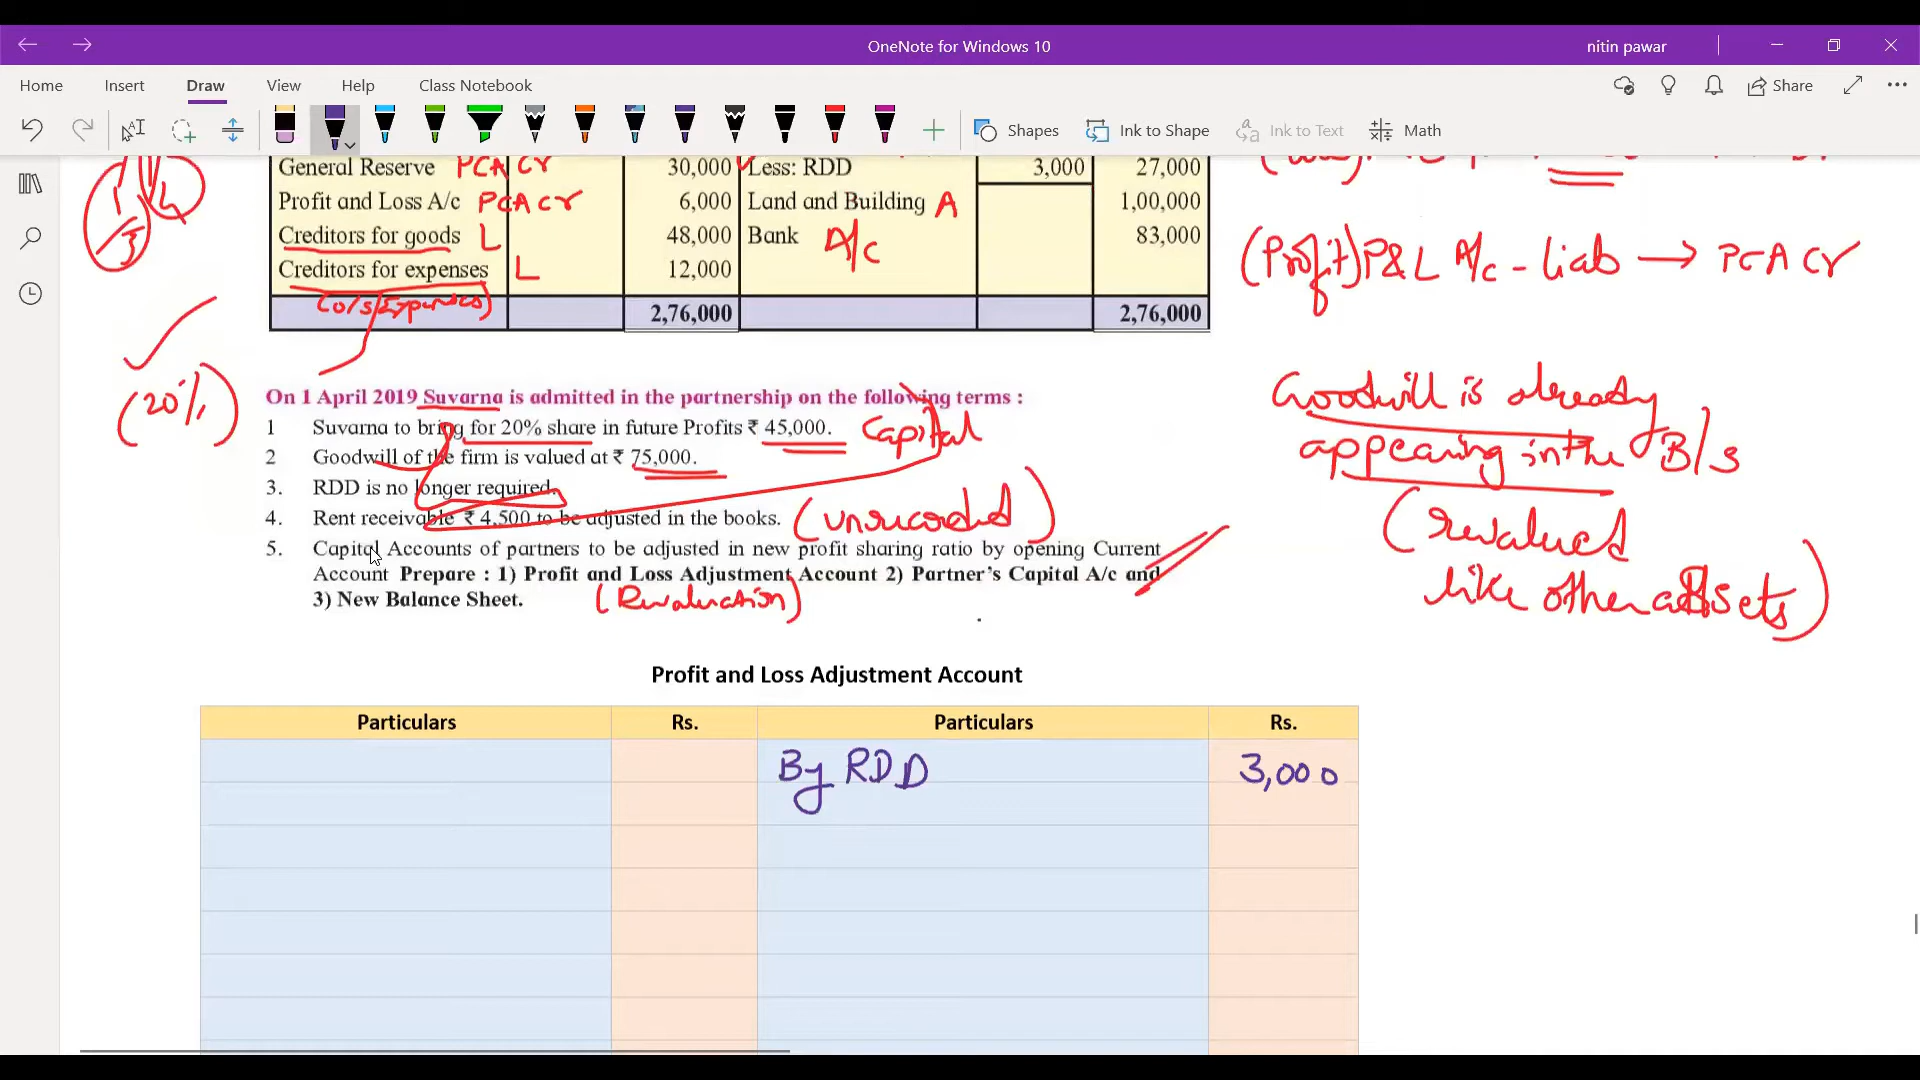 OneNote for Windows 10
nitin pawar
Home Insert Draw View Help Class Notebook
Share
Shapes Ink to Shape Ink to Text Math
General Reserve PCA Cr 30,000 Less: RDD 3,000 27,000
Profit and Loss A/c PCA Cr 6,000 Land and Building A 1,00,000
Creditors for goods L 48,000 Bank A/c 83,000
Creditors for expenses L 12,000
(o/s Expenses)
2,76,000 2,76,000
1/3
(Profit) P&L A/c - liab → PCA Cr
(20%)
On 1 April 2019 Suvarna is admitted in the partnership on the following terms :
1 Suvarna to bring for 20% share in future Profits ₹ 45,000. Capital
2 Goodwill of the firm is valued at ₹ 75,000.
3. RDD is no longer required.
4. Rent receivable ₹ 4,500 to be adjusted in the books. (unrecorded)
5. Capital Accounts of partners to be adjusted in new profit sharing ratio by opening Current
Account Prepare : 1) Profit and Loss Adjustment Account 2) Partner's Capital A/c and
3) New Balance Sheet. (Revaluation)
Goodwill is already
appearing in the B/s
(revalued
like other assets)
Profit and Loss Adjustment Account
Particulars Rs. Particulars Rs.
By RDD 3,000